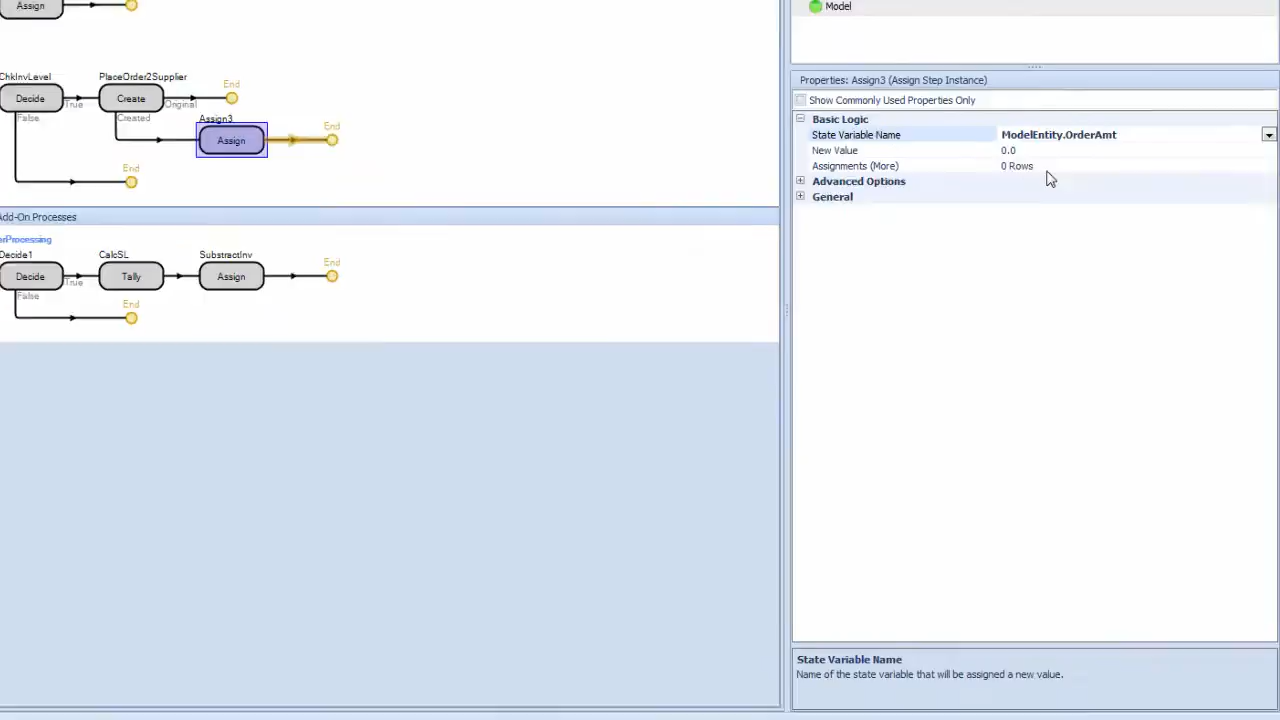 Assign
Model
ChkInvLevel
PlaceOrder2Supplier
End
Decide
True
Create
Original
False
Created
Assign3
End
Assign
End
Add-On Processes
erProcessing
Decide1
CalcSL
SubstractInv
End
Decide
True
Tally
Assign
False
End
Properties: Assign3 (Assign Step Instance)
Show Commonly Used Properties Only
Basic Logic
State Variable Name ModelEntity.OrderAmt
New Value 0.0
Assignments (More) 0 Rows
Advanced Options
General
State Variable Name
Name of the state variable that will be assigned a new value.